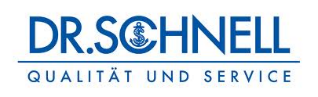 DR.SCHNELL
QUALITÄT UND SERVICE